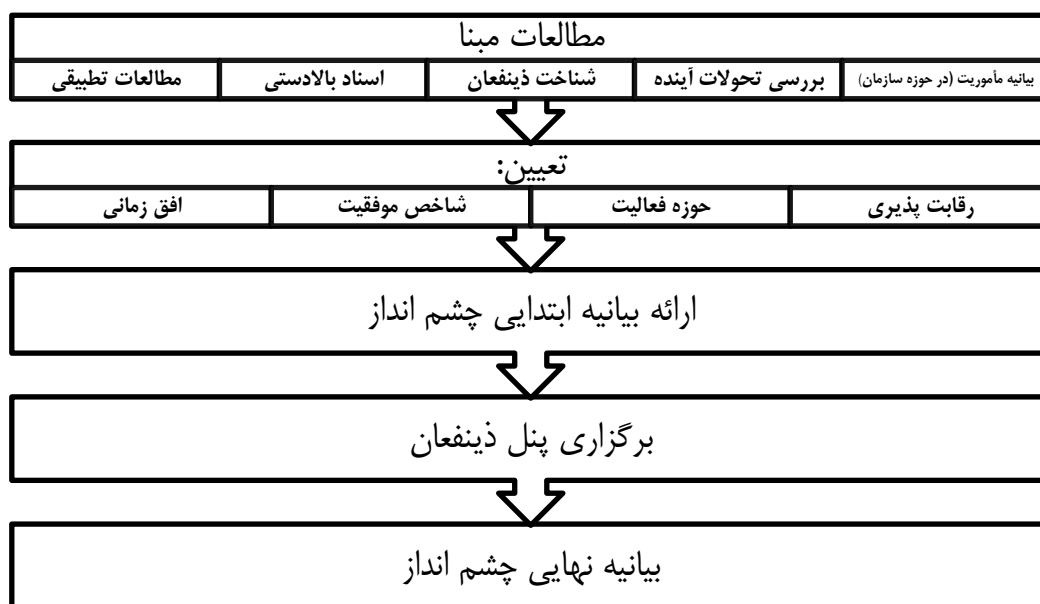 مطالعات مبنا
بیانیه مأموریت (در حوزه سازمان) بررسی تحولات آینده شناخت ذینفعان اسناد بالادستی مطالعات تطبیقی
تعیین:
رقابت پذیری حوزه فعالیت شاخص موفقیت افق زمانی
ارائه بیانیه ابتدایی چشم انداز
برگزاری پنل ذینفعان
بیانیه نهایی چشم انداز